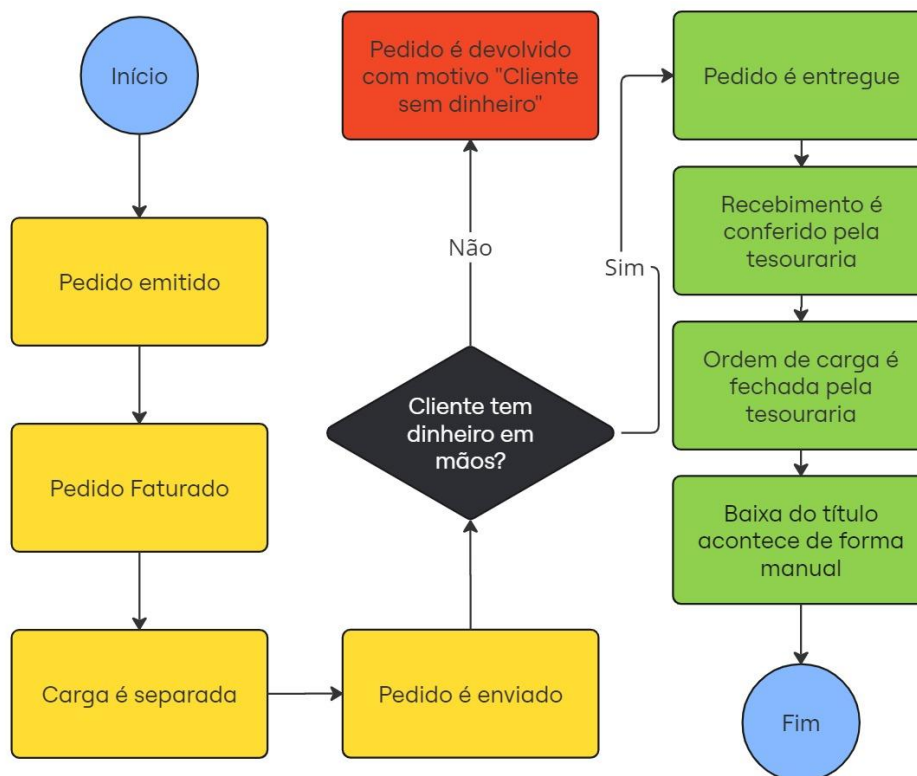 Início
Pedido emitido
Pedido Faturado
Carga é separada
Pedido é enviado
Cliente tem
dinheiro em
mãos?
Não
Pedido é devolvido
com motivo "Cliente
sem dinheiro"
Sim
Pedido é entregue
Recebimento é
conferido pela
tesouraria
Ordem de carga é
fechada pela
tesouraria
Baixa do título
acontece de forma
manual
Fim